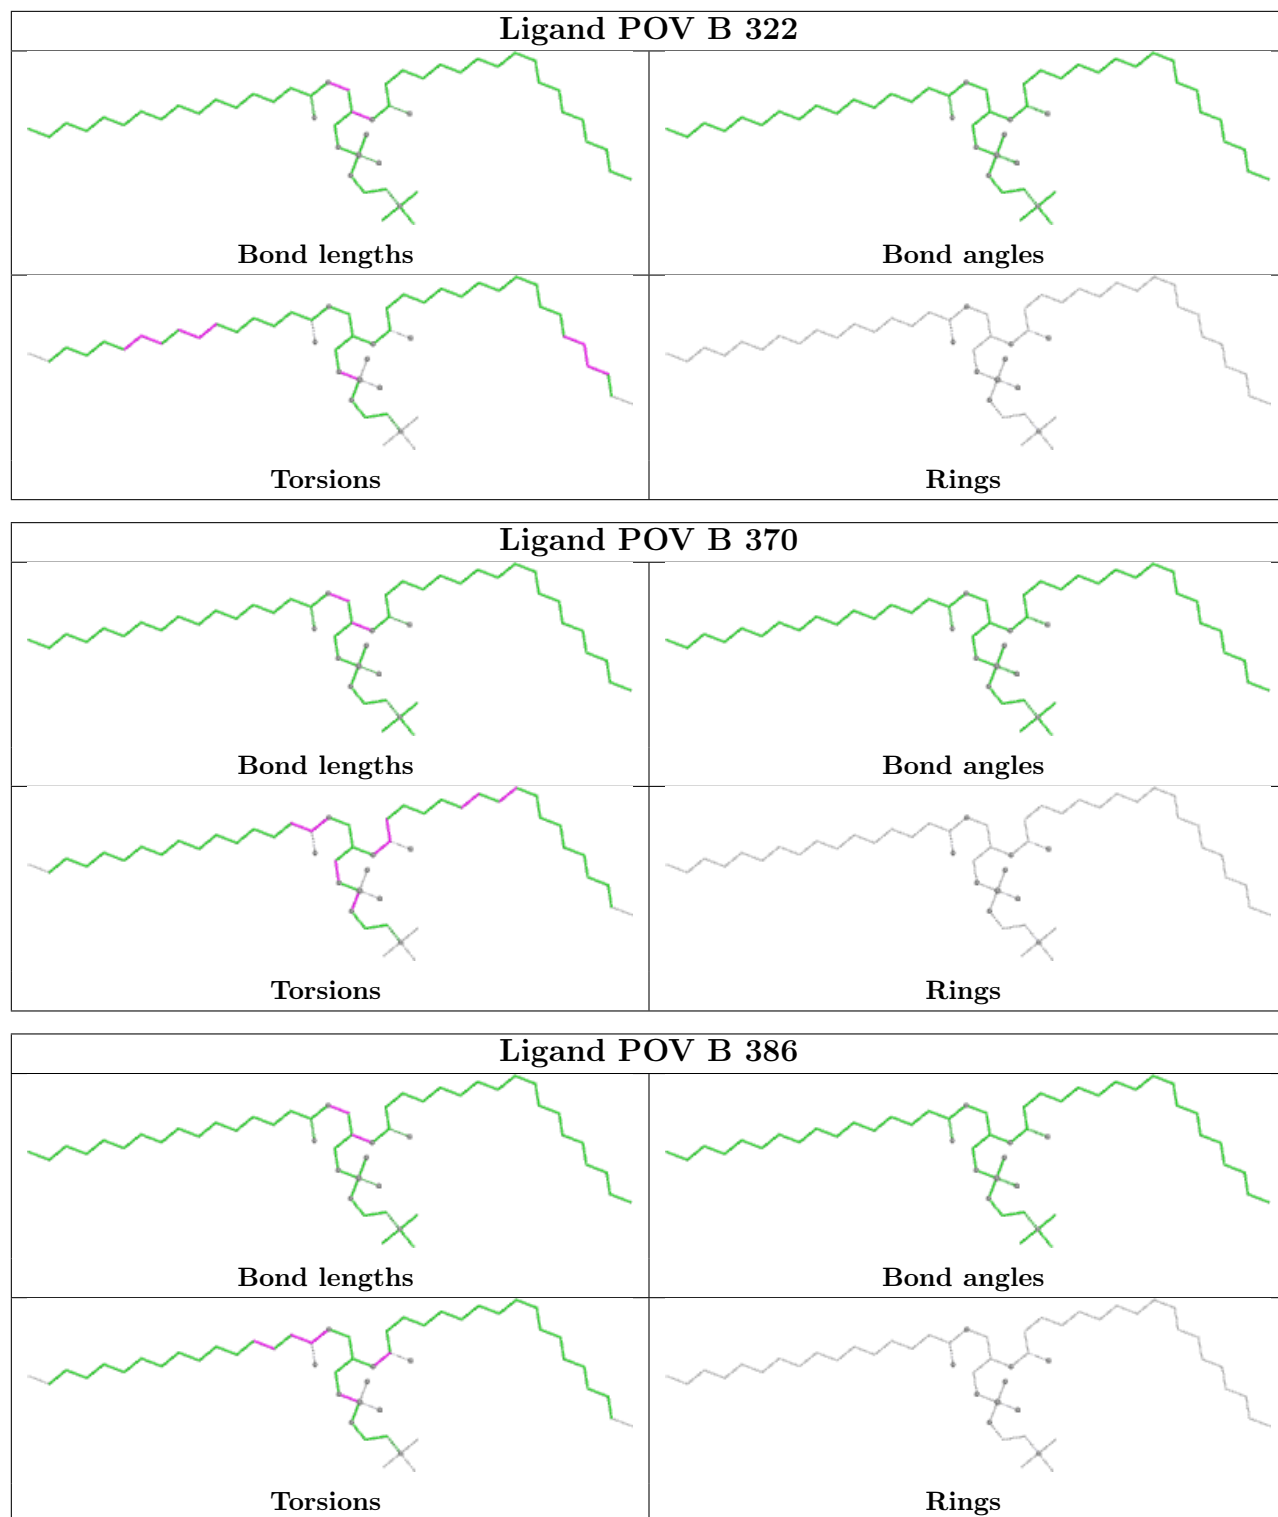 Ligand POV B 322
Bond lengths
Bond angles
Torsions
Rings
Ligand POV B 370
Bond lengths
Bond angles
Torsions
Rings
Ligand POV B 386
Bond lengths
Bond angles
Torsions
Rings